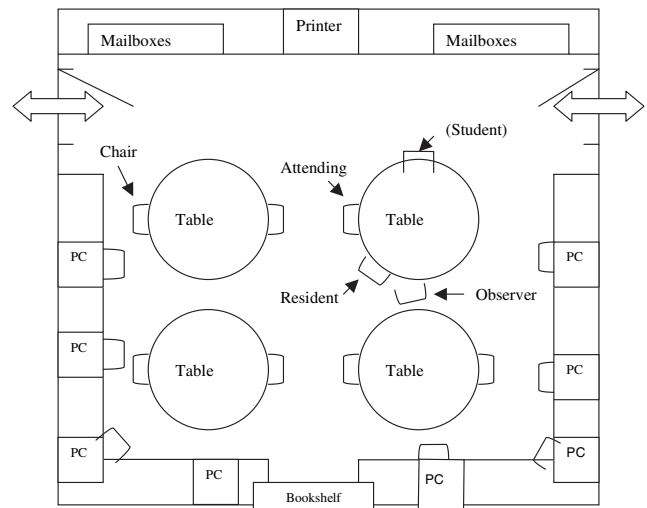 Printer
Mailboxes
Mailboxes
(Student)
Chair
Attending
Table
Table
PC
PC
Resident
Observer
PC
PC
Table
Table
PC
PC
PC
PC
Bookshelf